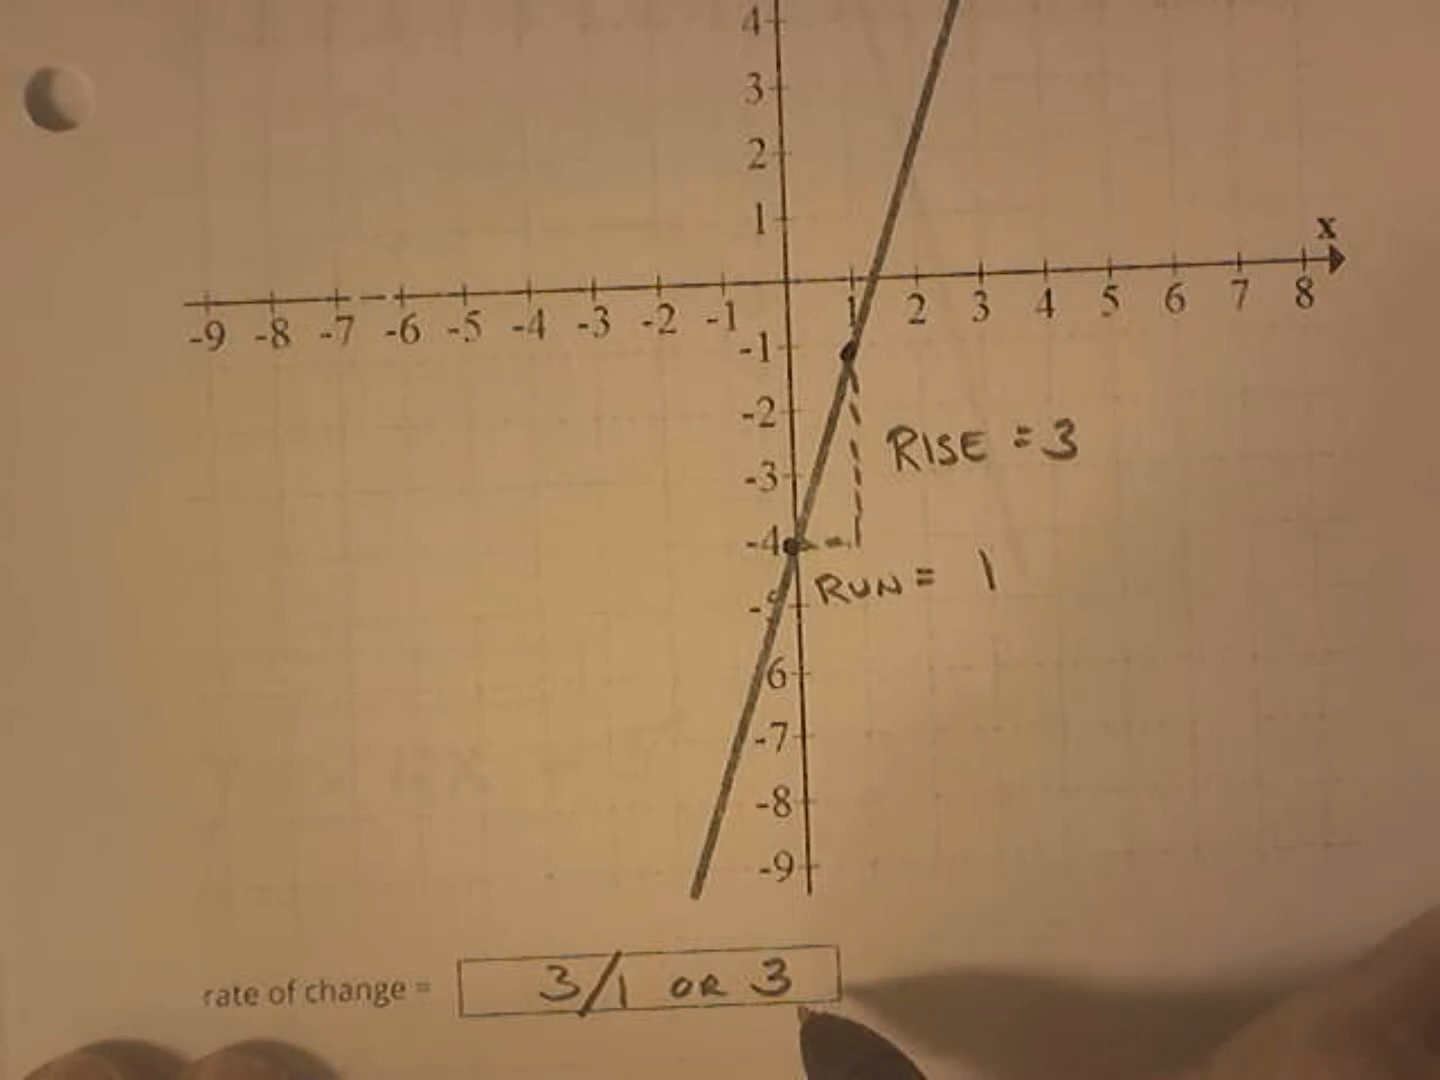 4
3
2
1
x
-9 -8 -7 -6 -5 -4 -3 -2 -1 1 2 3 4 5 6 7 8
-1
-2
RISE = 3
-3
-4
RUN = 1
-5
6
-7
-8
-9
rate of change = 3/1 OR 3